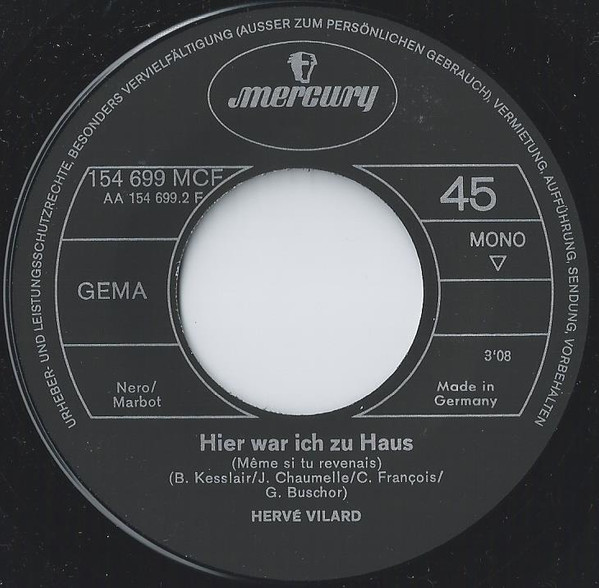 URHEBER- UND LEISTUNGSSCHUTZRECHTE, BESONDERS VERVIELFÄLTIGUNG (AUSSER ZUM PERSÖNLICHEN GEBRAUCH), VERMIETUNG, AUFFÜHRUNG, SENDUNG, VORBEHALTEN
mercury
154 699 MCF
AA 154 699.2 F
45
MONO
GEMA
3'08
Nero/
Marbot
Made in
Germany
Hier war ich zu Haus
(Même si tu revenais)
(B. Kesslair/J. Chaumelle/C. François/
G. Buschor)
HERVÉ VILARD